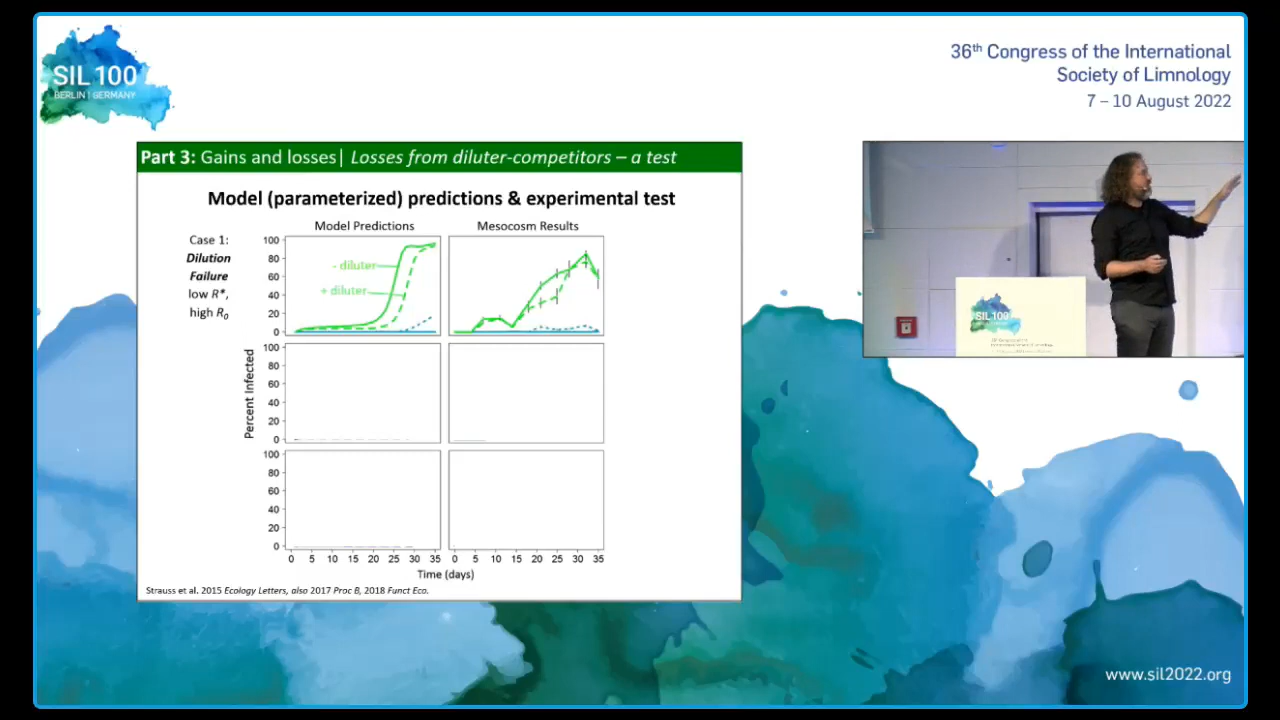 SIL 100
BERLIN | GERMANY
36th Congress of the International
Society of Limnology
7 – 10 August 2022
Part 3: Gains and losses| Losses from diluter-competitors – a test
Model (parameterized) predictions & experimental test
Model Predictions
Mesocosm Results
Case 1:
Dilution
Failure
low R*,
high R0
100
80
60
40
20
0
- diluter
+ diluter
100
80
60
40
20
0
100
80
60
40
20
0
Percent Infected
0 5 10 15 20 25 30 35
0 5 10 15 20 25 30 35
Time (days)
Strauss et al. 2015 Ecology Letters, also 2017 Proc B, 2018 Funct Eco.
SIL 100
www.sil2022.org